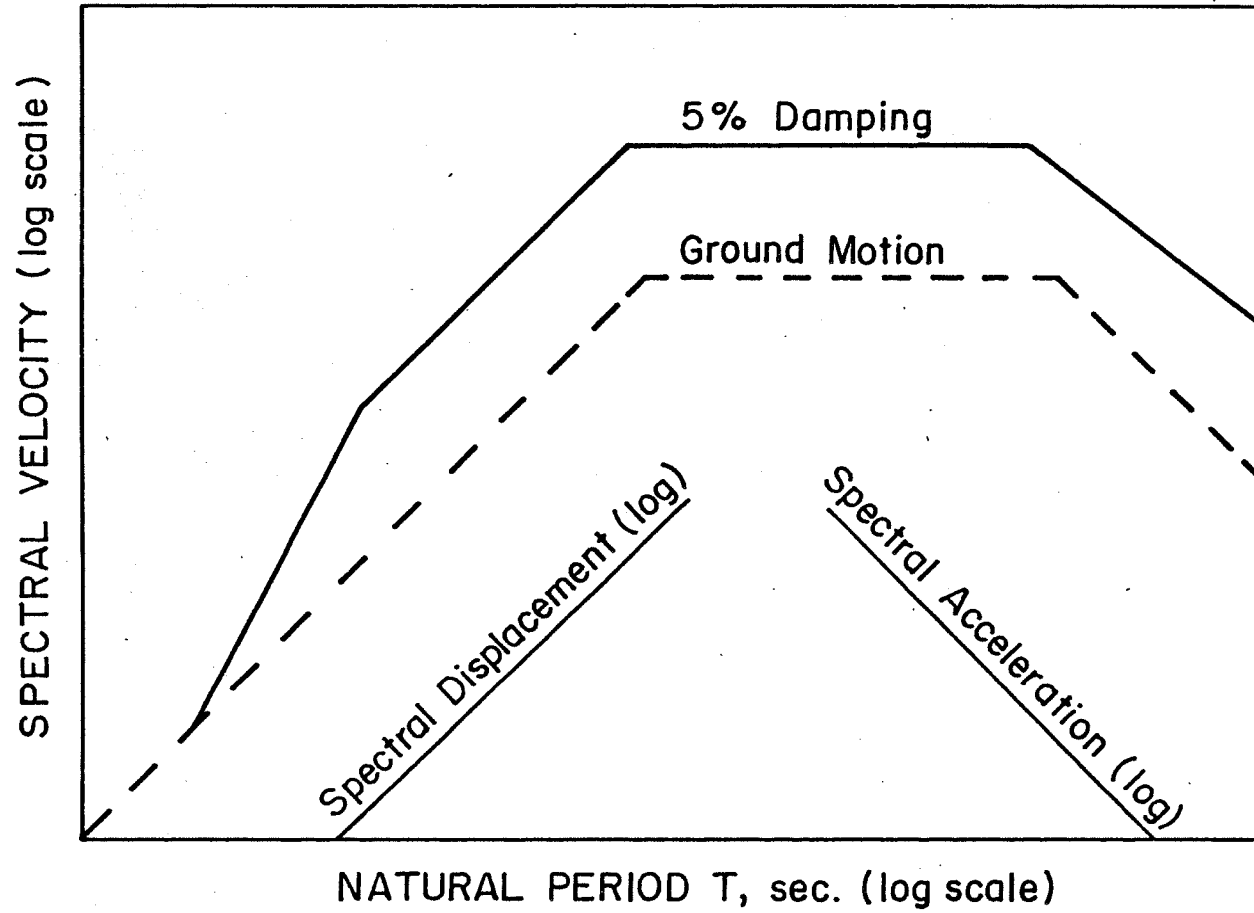 SPECTRAL VELOCITY (log scale)
5% Damping
Ground Motion
Spectral Displacement (log)
Spectral Acceleration (log)
NATURAL PERIOD T, sec. (log scale)